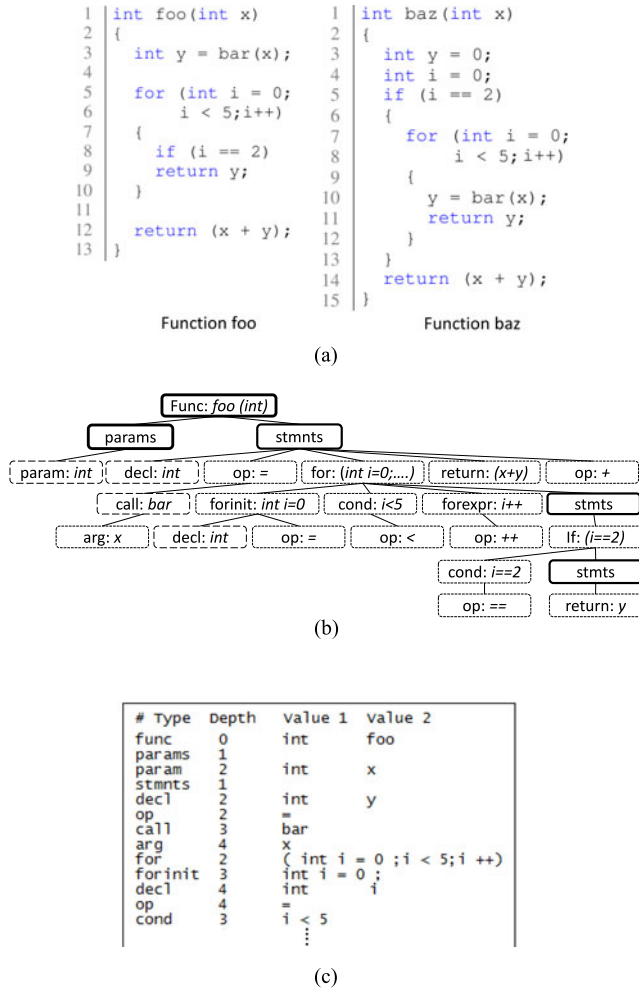 1 int foo(int x)
2 {
3 int y = bar(x);
4
5 for (int i = 0;
6 i < 5;i++)
7 {
8 if (i == 2)
9 return y;
10 }
11
12 return (x + y);
13 }
Function foo
1 int baz(int x)
2 {
3 int y = 0;
4 int i = 0;
5 if (i == 2)
6 {
7 for (int i = 0;
8 i < 5;i++)
9 {
10 y = bar(x);
11 return y;
12 }
13 }
14 return (x + y);
15 }
Function baz
(a)
Func: foo (int)
params stmnts
param: int decl: int op: = for: (int i=0;....) return: (x+y) op: +
call: bar forinit: int i=0 cond: i<5 forexpr: i++ stmts
arg: x decl: int op: = op: < op: ++ If: (i==2)
cond: i==2 stmts
op: == return: y
(b)
# Type Depth Value 1 Value 2
func 0 int foo
params 1
param 2 int x
stmnts 1
decl 2 int y
op 2 =
call 3 bar
arg 4 x
for 2 ( int i = 0 ;i < 5;i ++)
forinit 3 int i = 0 ;
decl 4 int i
op 4 =
cond 3 i < 5
⋮
(c)